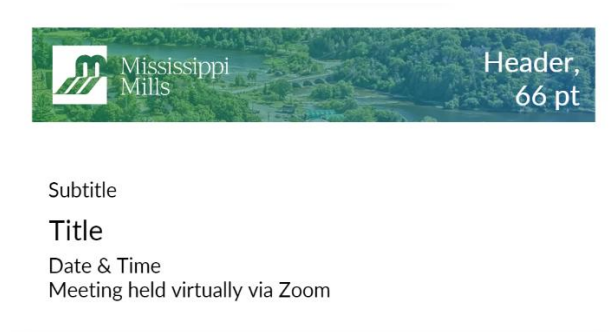 Mississippi
Mills
Header,
66 pt
Subtitle
Title
Date & Time
Meeting held virtually via Zoom